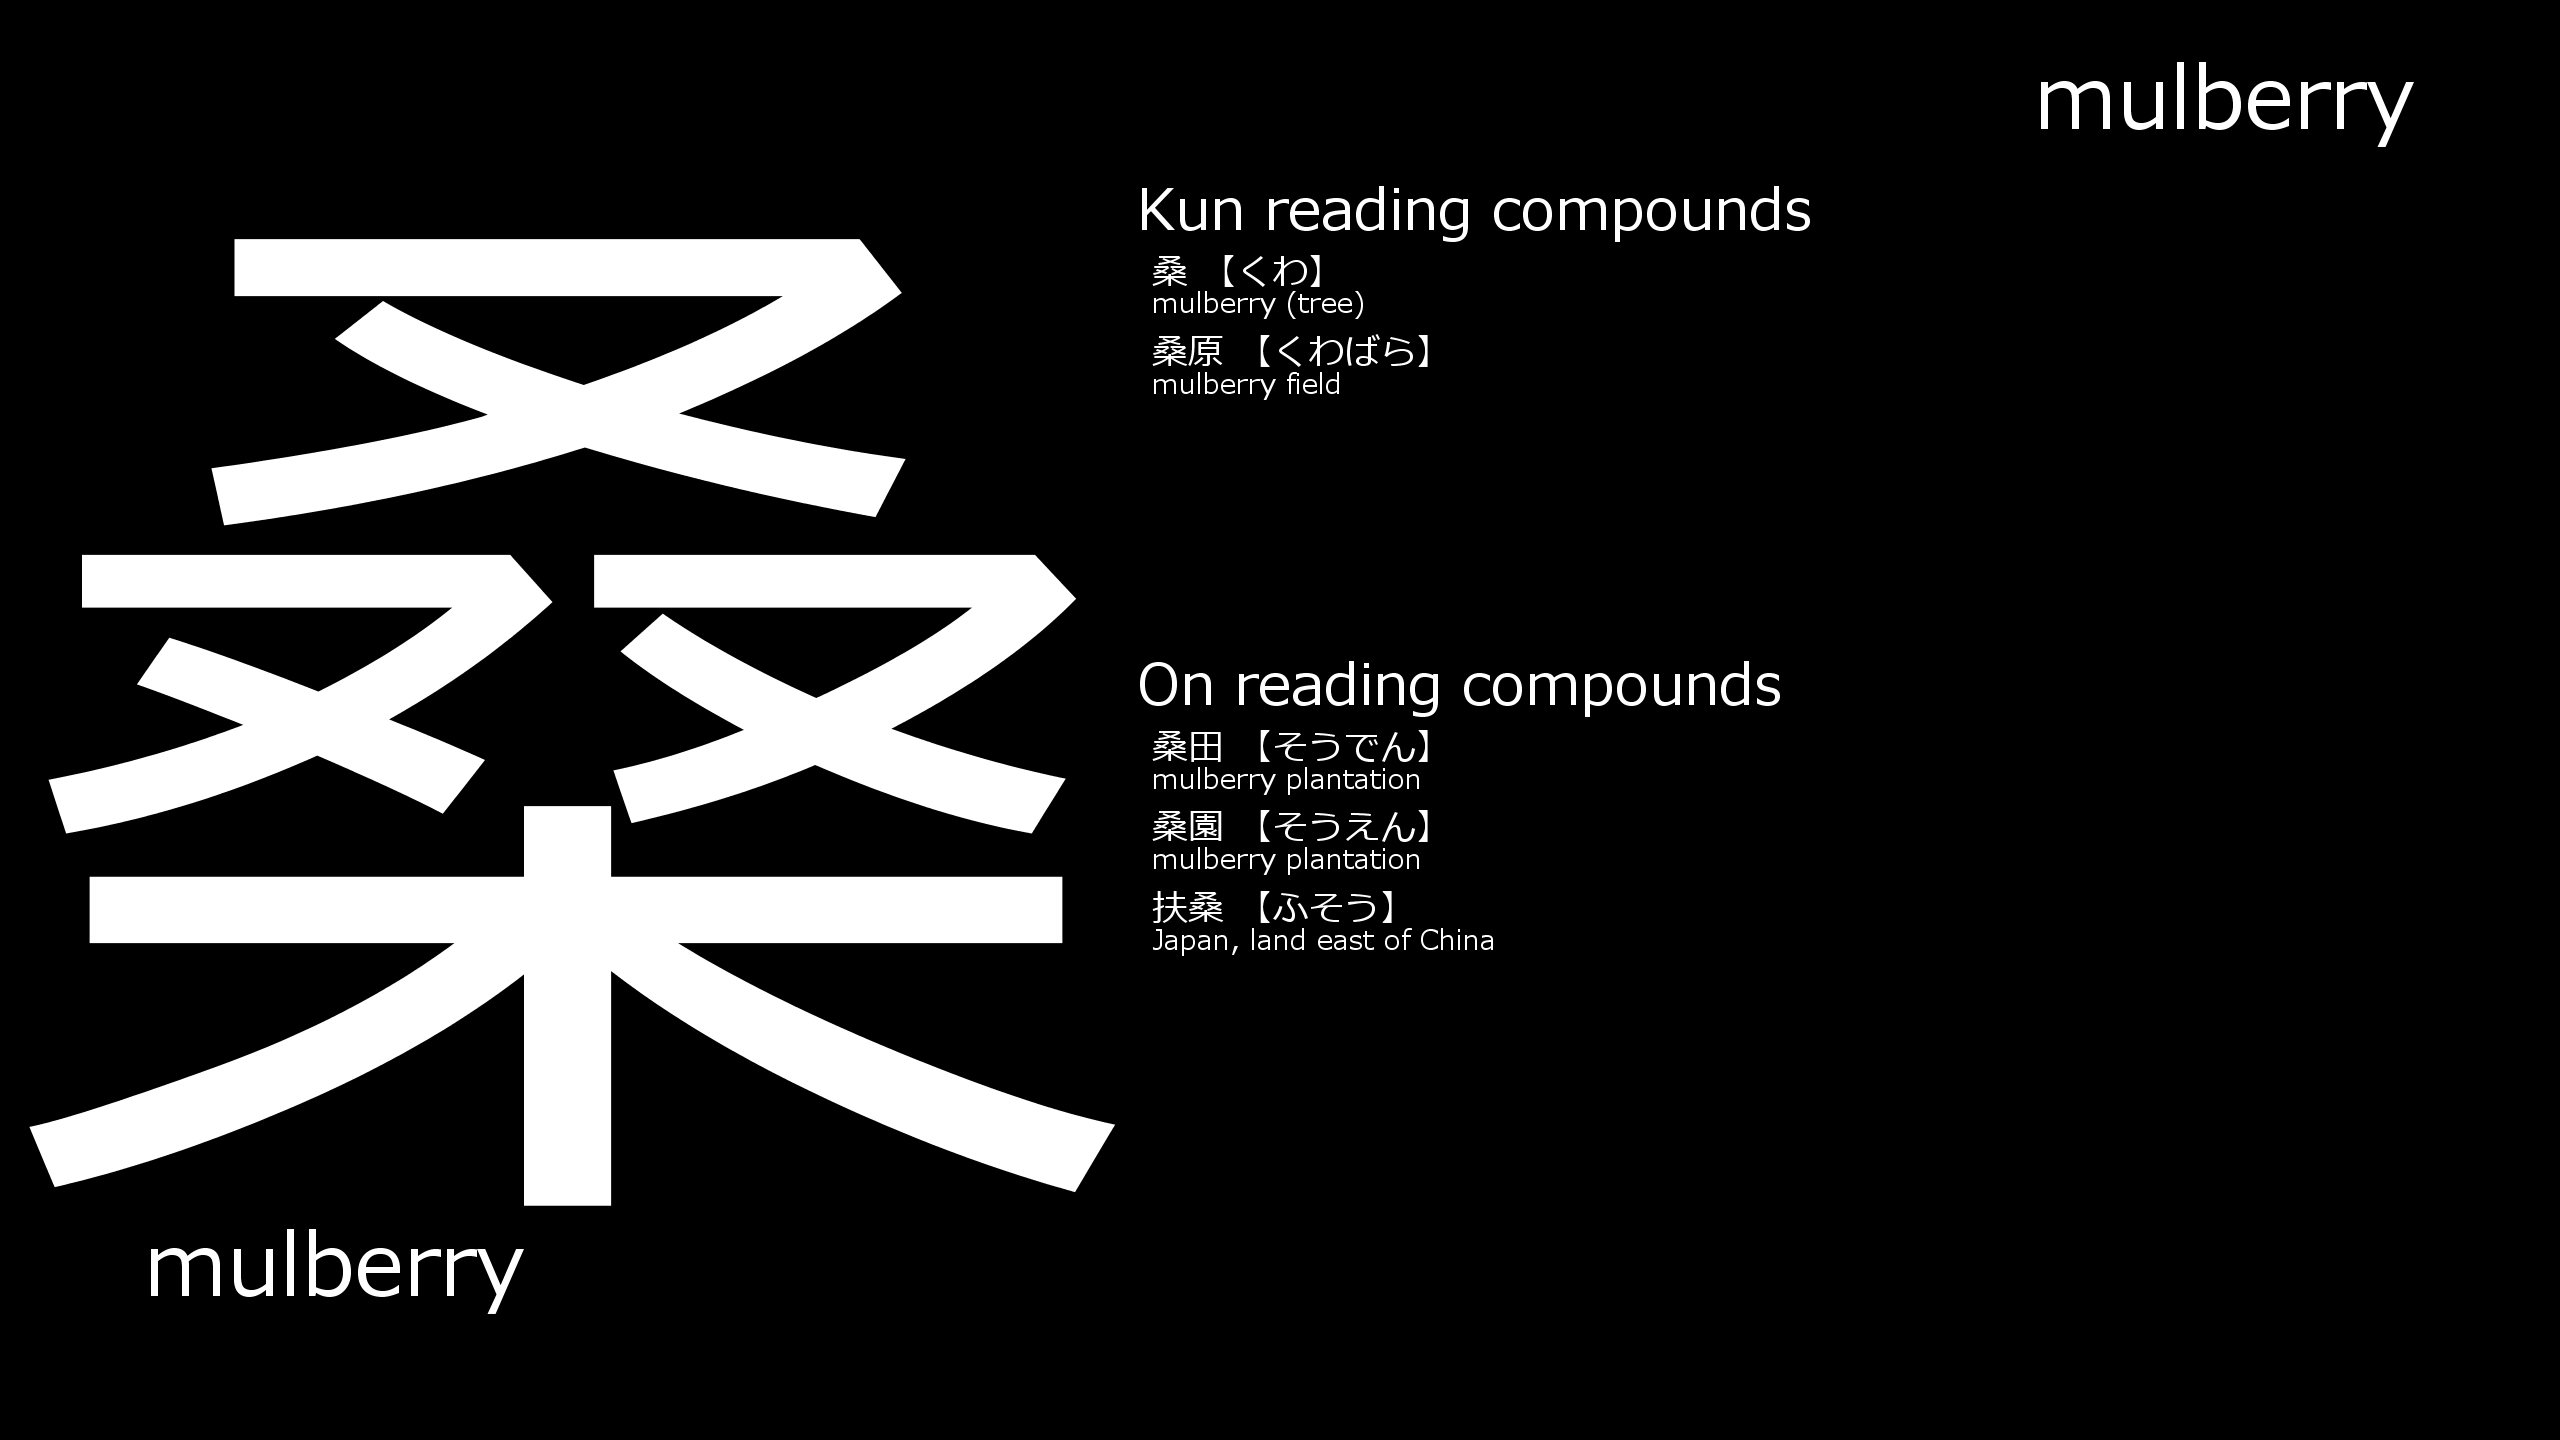 mulberry
桑
mulberry
Kun reading compounds
桑 【くわ】
mulberry (tree)
桑原 【くわばら】
mulberry field
On reading compounds
桑田 【そうでん】
mulberry plantation
桑園 【そうえん】
mulberry plantation
扶桑 【ふそう】
Japan, land east of China